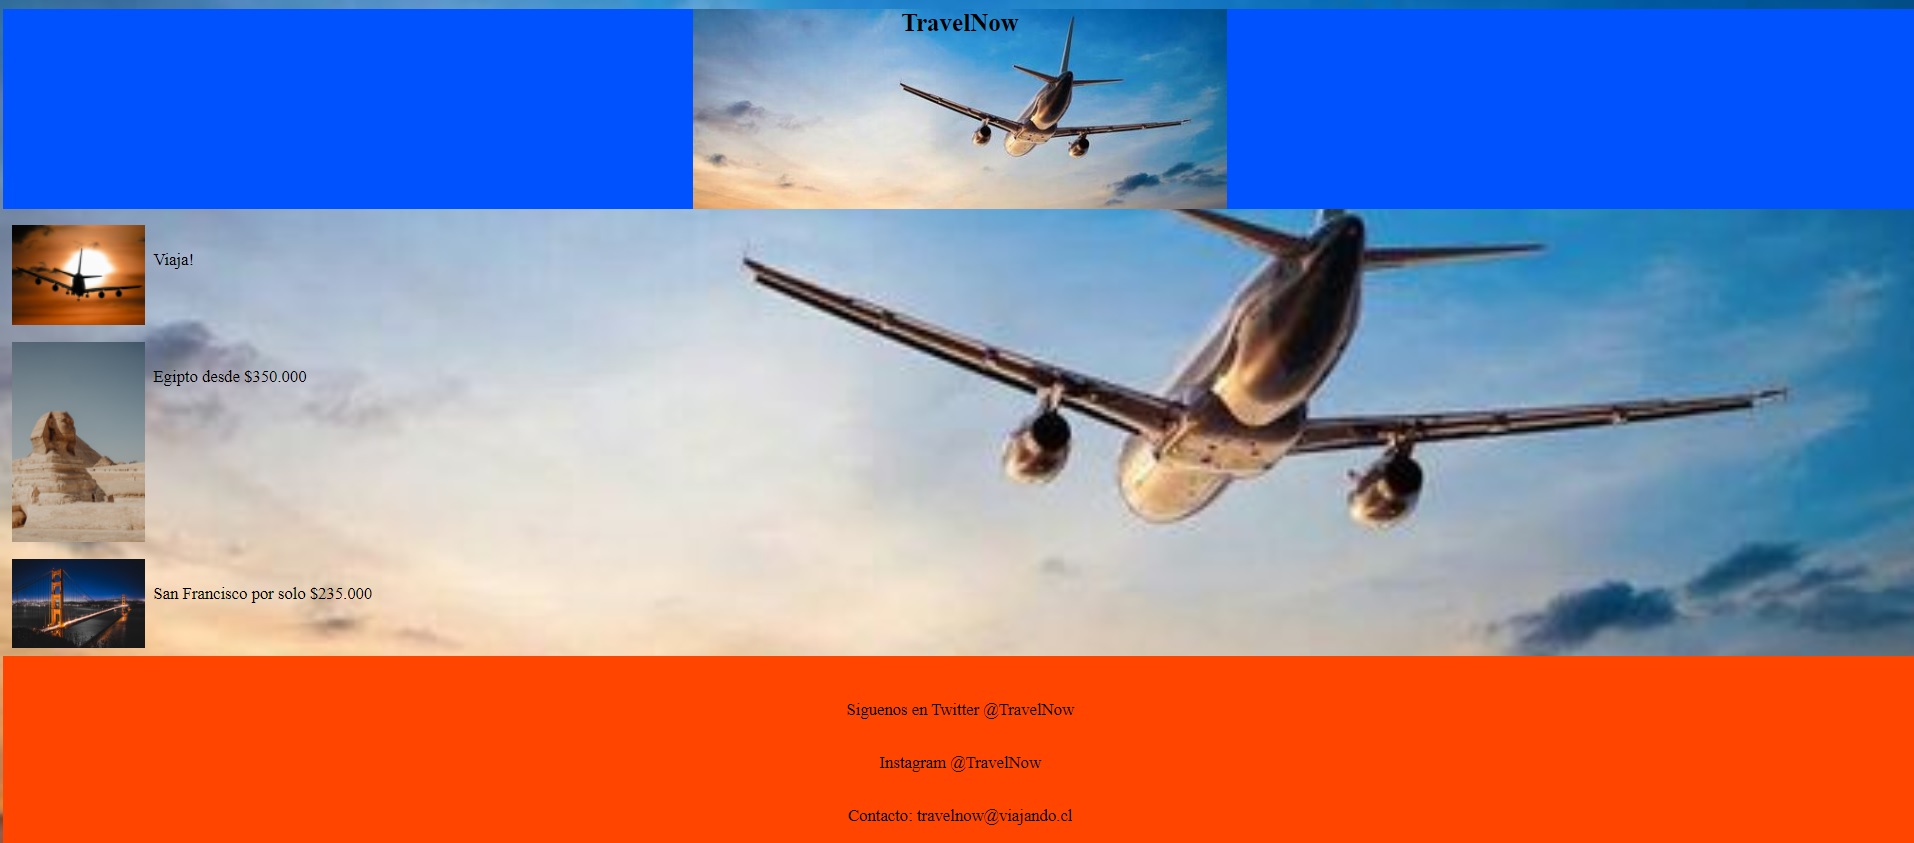 TravelNow
Viaja!
Egipto desde $350.000
San Francisco por solo $235.000
Siguenos en Twitter @TravelNow
Instagram @TravelNow
Contacto: travelnow@viajando.cl